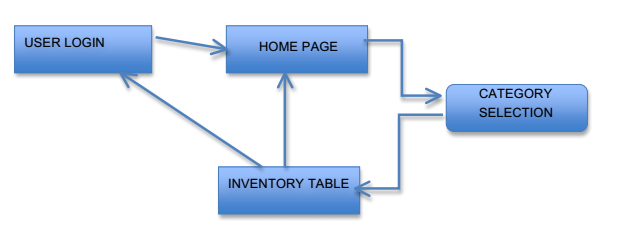 USER LOGIN
HOME PAGE
CATEGORY
SELECTION
INVENTORY TABLE